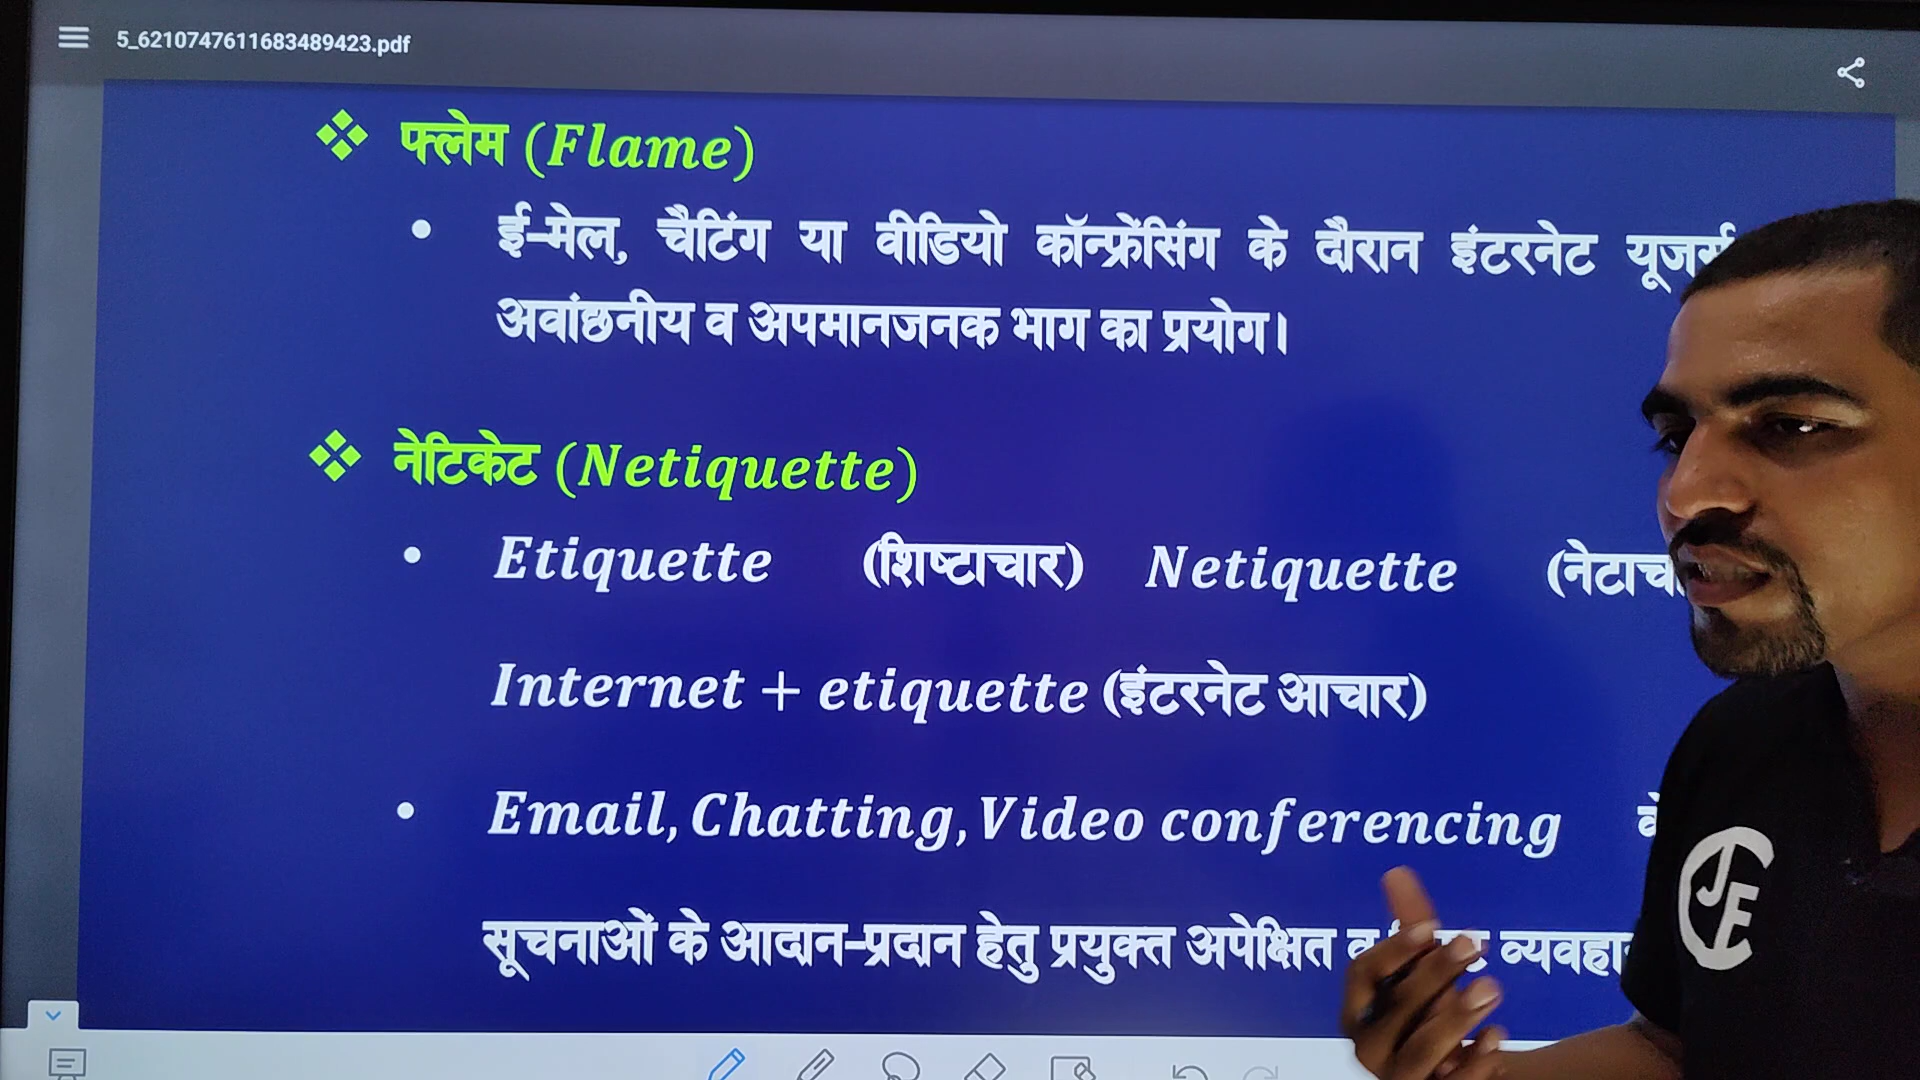 5_6210747611683489423.pdf
❖ फ्लेम (Flame)
• ई-मेल, चैटिंग या वीडियो कॉन्फ्रेंसिंग के दौरान इंटरनेट
अवांछनीय व अपमानजनक भाग का प्रयोग।
❖ नेटिकेट (Netiquette)
• Etiquette (शिष्टाचार) Netiquette
Internet + etiquette (इंटरनेट आचार)
• Email, Chatting, Video conferencing
सूचनाओं के आदान-प्रदान हेतु प्रयुक्त अपेक्षित